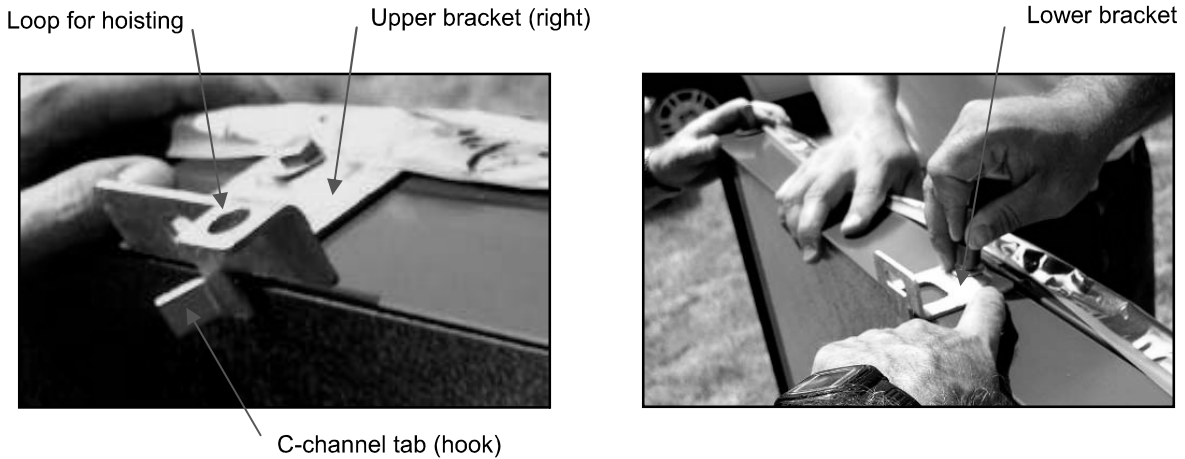 Loop for hoisting
Upper bracket (right)
Lower bracket
C-channel tab (hook)